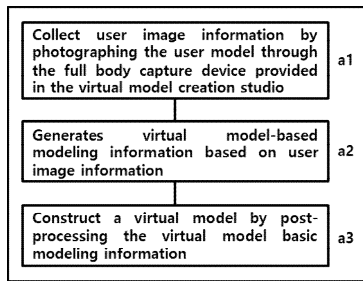 Collect user image information by
photographing the user model through
the full body capture device provided
in the virtual model creation studio
a1
Generates virtual model-based
modeling information based on user
image information
a2
Construct a virtual model by post-
processing the virtual model basic
modeling information
a3